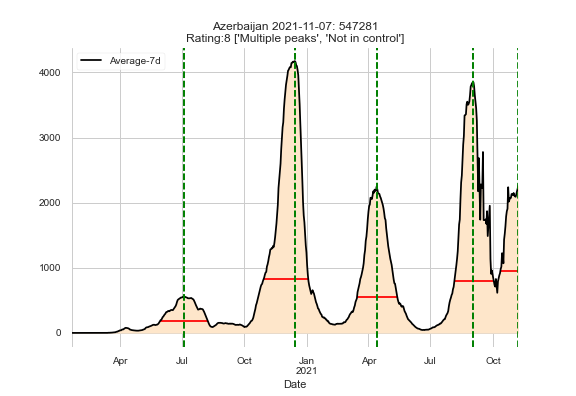 Azerbaijan 2021-11-07: 547281
Rating:8 ['Multiple peaks', 'Not in control']
Average-7d
4000
3000
2000
1000
0
Apr Jul Oct Jan Apr Jul Oct
2021
Date